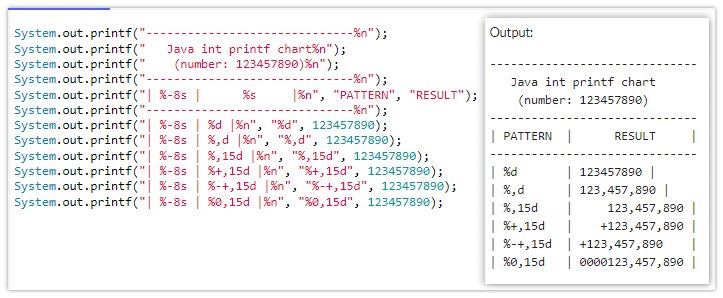 System.out.printf("------------------------------%n");
System.out.printf("   Java int printf chart%n");
System.out.printf("    (number: 123457890)%n");
System.out.printf("------------------------------%n");
System.out.printf("| %-8s |      %s     |%n", "PATTERN", "RESULT");
System.out.printf("------------------------------%n");
System.out.printf("| %-8s | %d |%n", "%d", 123457890);
System.out.printf("| %-8s | %,d |%n", "%,d", 123457890);
System.out.printf("| %-8s | %,15d |%n", "%,15d", 123457890);
System.out.printf("| %-8s | %+,15d |%n", "%+,15d", 123457890);
System.out.printf("| %-8s | %-+,15d |%n", "%-+,15d", 123457890);
System.out.printf("| %-8s | %0,15d |%n", "%0,15d", 123457890);
Output:
------------------------------
   Java int printf chart
    (number: 123457890)
------------------------------
| PATTERN  |      RESULT     |
------------------------------
| %d       | 123457890 |
| %,d      | 123,457,890 |
| %,15d    |     123,457,890 |
| %+,15d   |    +123,457,890 |
| %-+,15d  | +123,457,890    |
| %0,15d   | 0000123,457,890 |